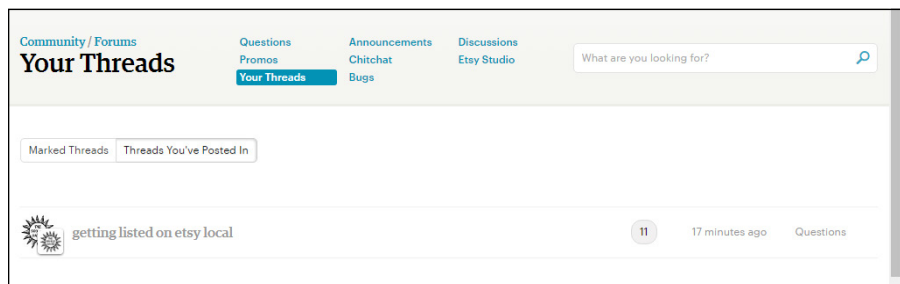 Community / Forums
Your Threads
Questions
Promos
Your Threads
Announcements
Chitchat
Bugs
Discussions
Etsy Studio
What are you looking for?
Marked Threads
Threads You've Posted In
getting listed on etsy local
11
17 minutes ago
Questions